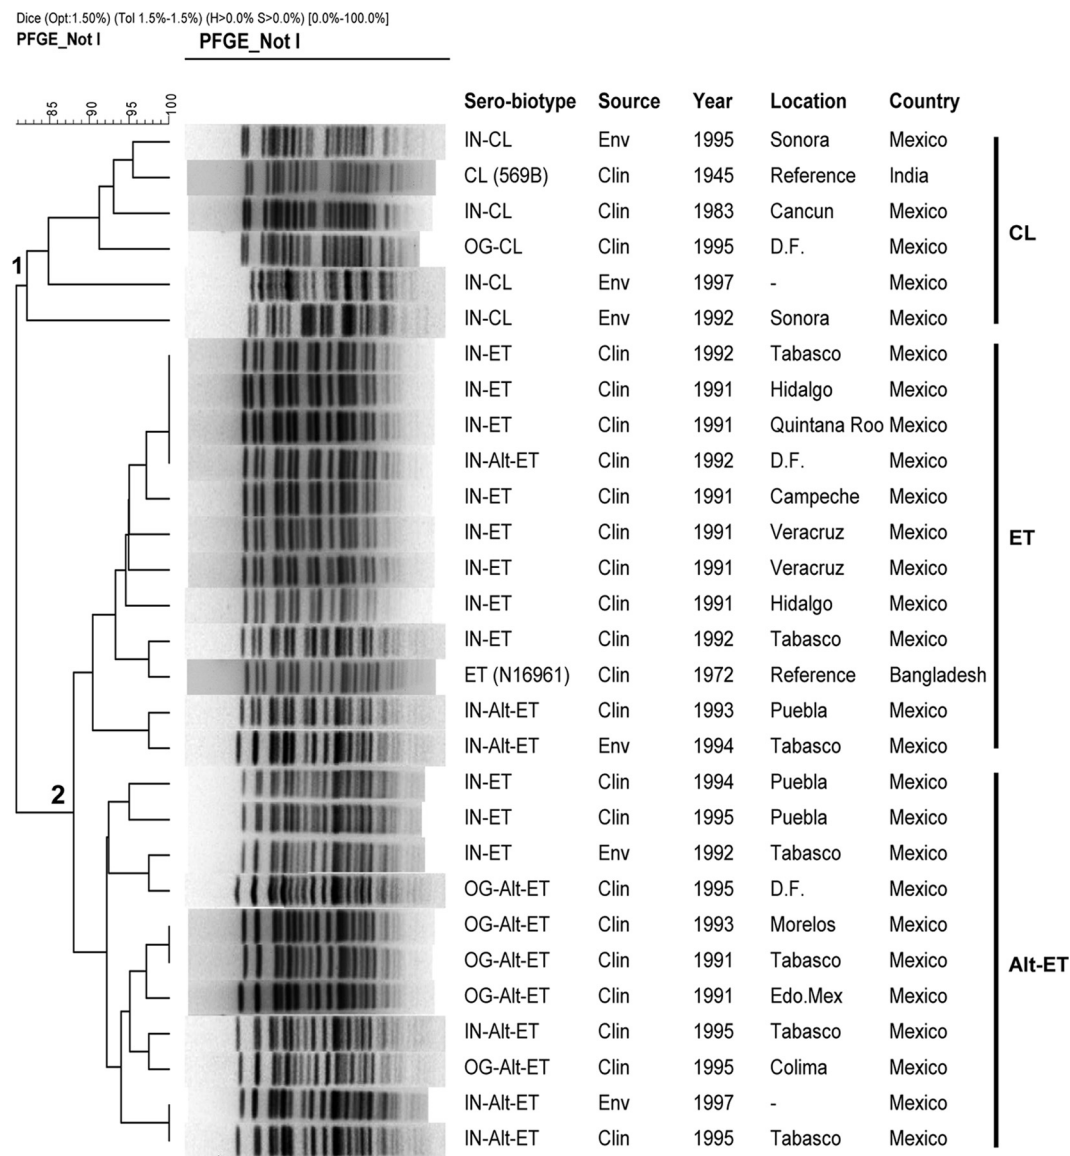 Dice (Opt:1.50%) (Tol 1.5%-1.5%) (H>0.0% S>0.0%) [0.0%-100.0%]
PFGE_Not I PFGE_Not I
85 90 95 100
Sero-biotype Source Year Location Country
IN-CL Env 1995 Sonora Mexico
CL (569B) Clin 1945 Reference India
IN-CL Clin 1983 Cancun Mexico
CL
OG-CL Clin 1995 D.F. Mexico
1
IN-CL Env 1997 - Mexico
IN-CL Env 1992 Sonora Mexico
IN-ET Clin 1992 Tabasco Mexico
IN-ET Clin 1991 Hidalgo Mexico
IN-ET Clin 1991 Quintana Roo Mexico
IN-Alt-ET Clin 1992 D.F. Mexico
IN-ET Clin 1991 Campeche Mexico
IN-ET Clin 1991 Veracruz Mexico
ET
IN-ET Clin 1991 Veracruz Mexico
IN-ET Clin 1991 Hidalgo Mexico
IN-ET Clin 1992 Tabasco Mexico
ET (N16961) Clin 1972 Reference Bangladesh
IN-Alt-ET Clin 1993 Puebla Mexico
IN-Alt-ET Env 1994 Tabasco Mexico
IN-ET Clin 1994 Puebla Mexico
2
IN-ET Clin 1995 Puebla Mexico
IN-ET Env 1992 Tabasco Mexico
OG-Alt-ET Clin 1995 D.F. Mexico
OG-Alt-ET Clin 1993 Morelos Mexico
OG-Alt-ET Clin 1991 Tabasco Mexico
Alt-ET
OG-Alt-ET Clin 1991 Edo.Mex Mexico
IN-Alt-ET Clin 1995 Tabasco Mexico
OG-Alt-ET Clin 1995 Colima Mexico
IN-Alt-ET Env 1997 - Mexico
IN-Alt-ET Clin 1995 Tabasco Mexico